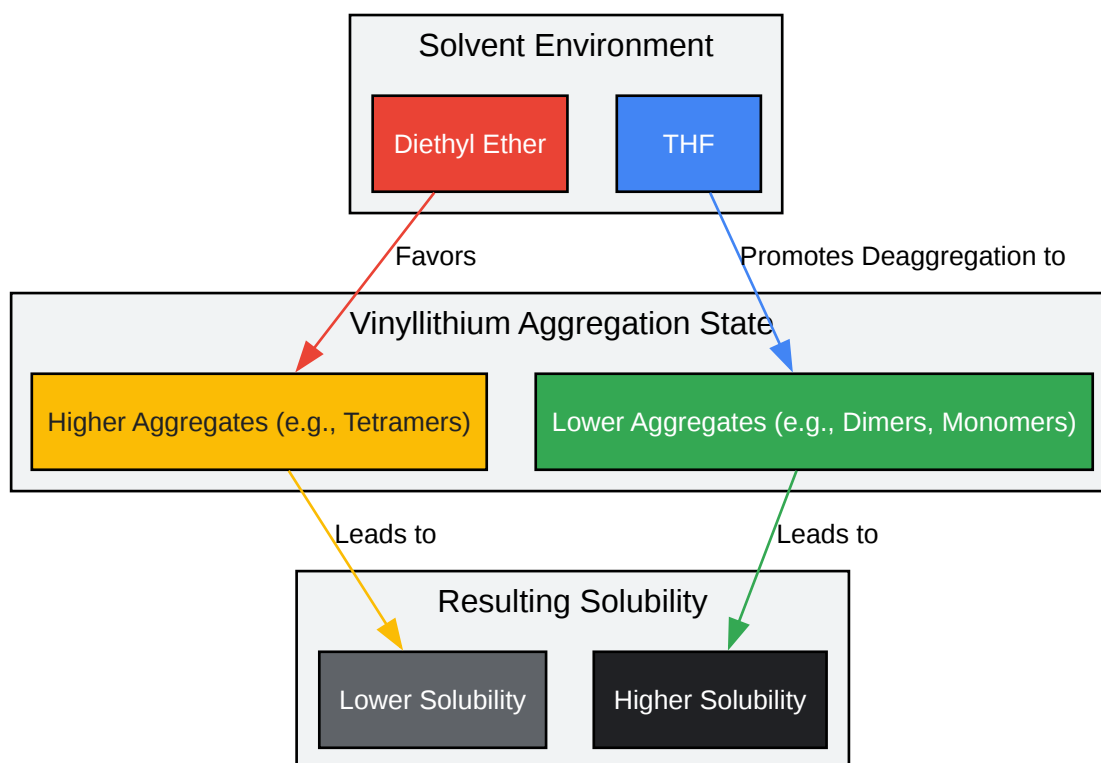 Solvent Environment
Diethyl Ether
THF
Favors
Promotes Deaggregation to
Vinyllithium Aggregation State
Higher Aggregates (e.g., Tetramers)
Lower Aggregates (e.g., Dimers, Monomers)
Leads to
Leads to
Resulting Solubility
Lower Solubility
Higher Solubility